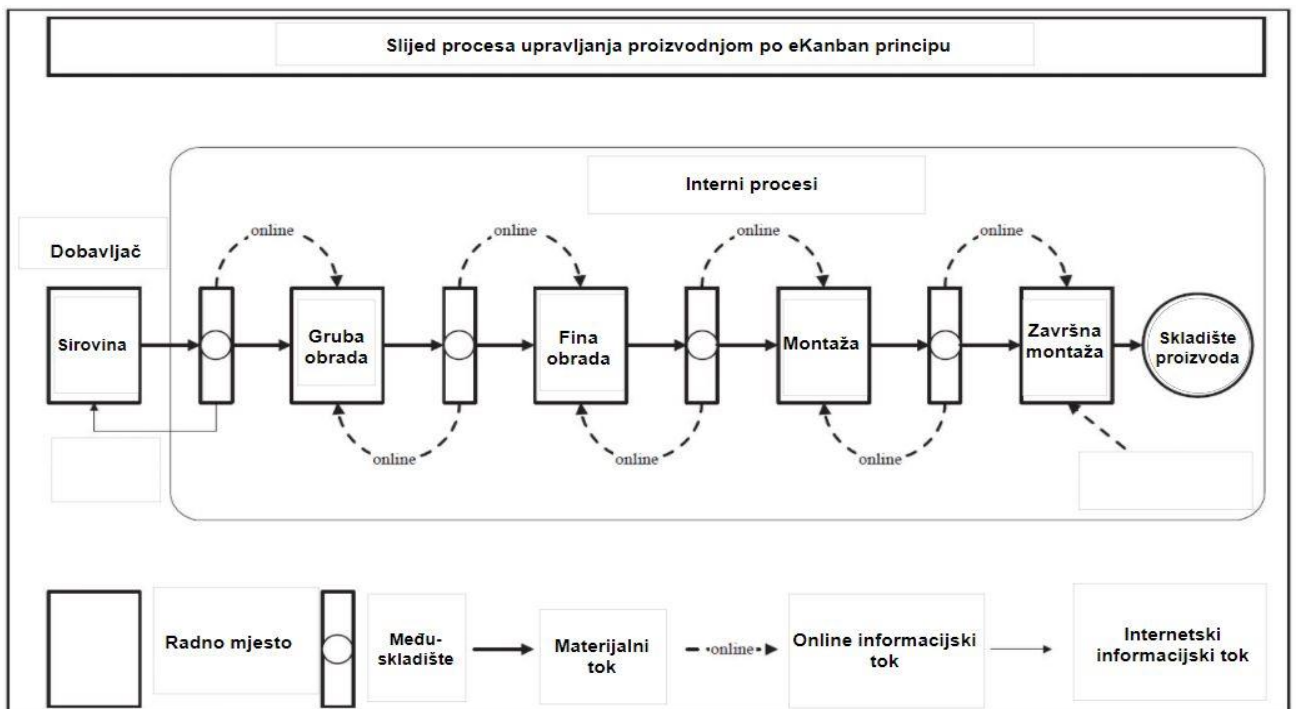 Slijed procesa upravljanja proizvodnjom po eKanban principu
Interni procesi
Dobavljač
online
online
online
online
Sirovina
Gruba
obrada
Fina
obrada
Montaža
Završna
montaža
Skladište
proizvoda
online
online
online
Radno mjesto
Među-
skladište
Materijalni
tok
online
Online informacijski
tok
Internetski
informacijski tok